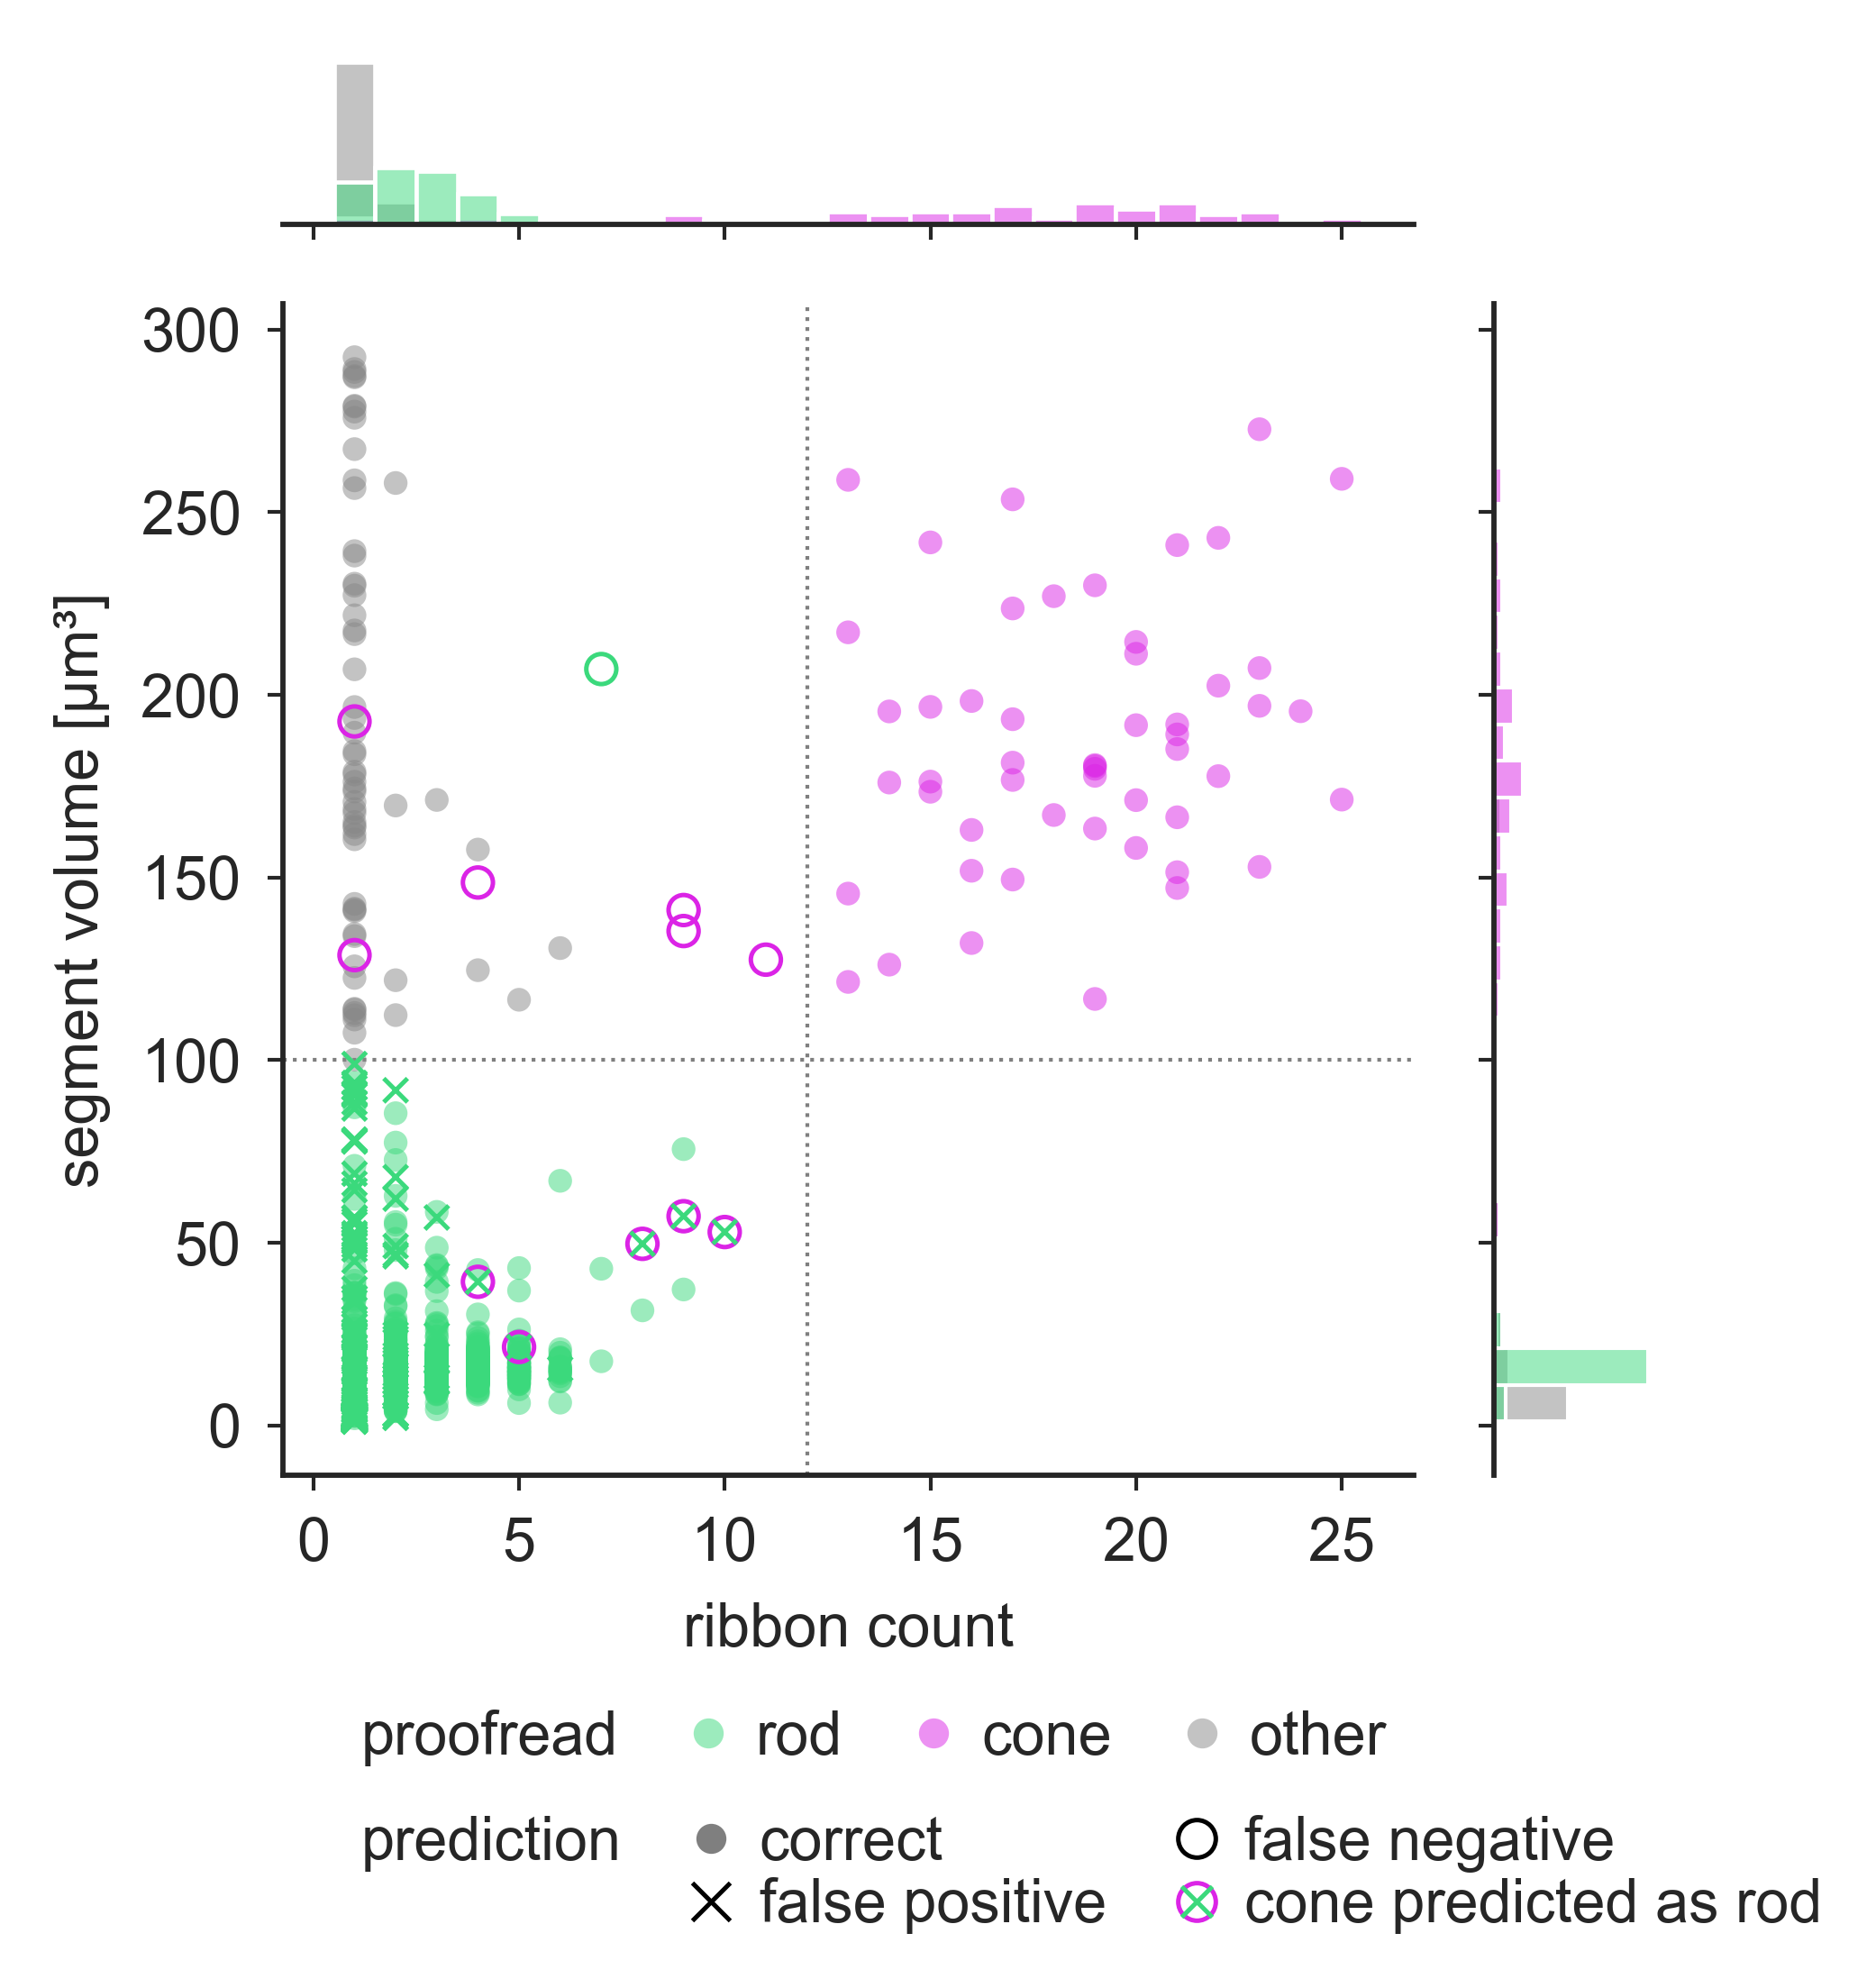 300
250
200
150
100
50
0
segment volume [µm³]
0 5 10 15 20 25
ribbon count
proofread rod cone other
prediction correct false negative
false positive cone predicted as rod